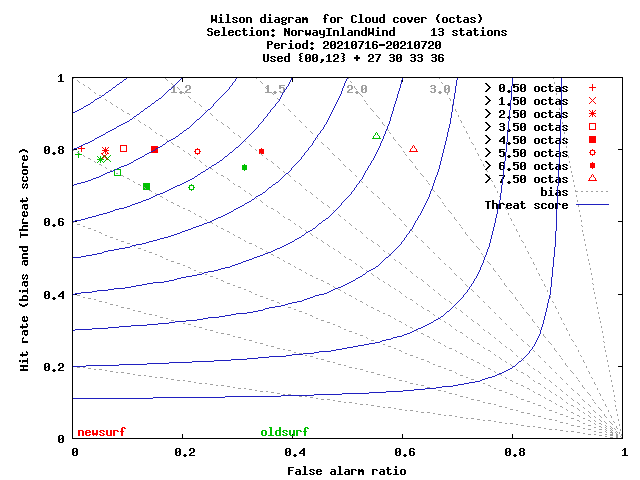 Wilson diagram  for Cloud cover (octas)
Selection: NorwayInlandWind     13 stations
Period: 20210716-20210720
Used {00,12} + 27 30 33 36
1
0.8
0.6
0.4
0.2
0
Hit rate (bias and Threat score)
1.2
1.5
2.0
3.0
> 0.50 octas
> 1.50 octas
> 2.50 octas
> 3.50 octas
> 4.50 octas
> 5.50 octas
> 6.50 octas
> 7.50 octas
bias
Threat score
newsurf
oldsurf
0
0.2
0.4
0.6
0.8
1
False alarm ratio